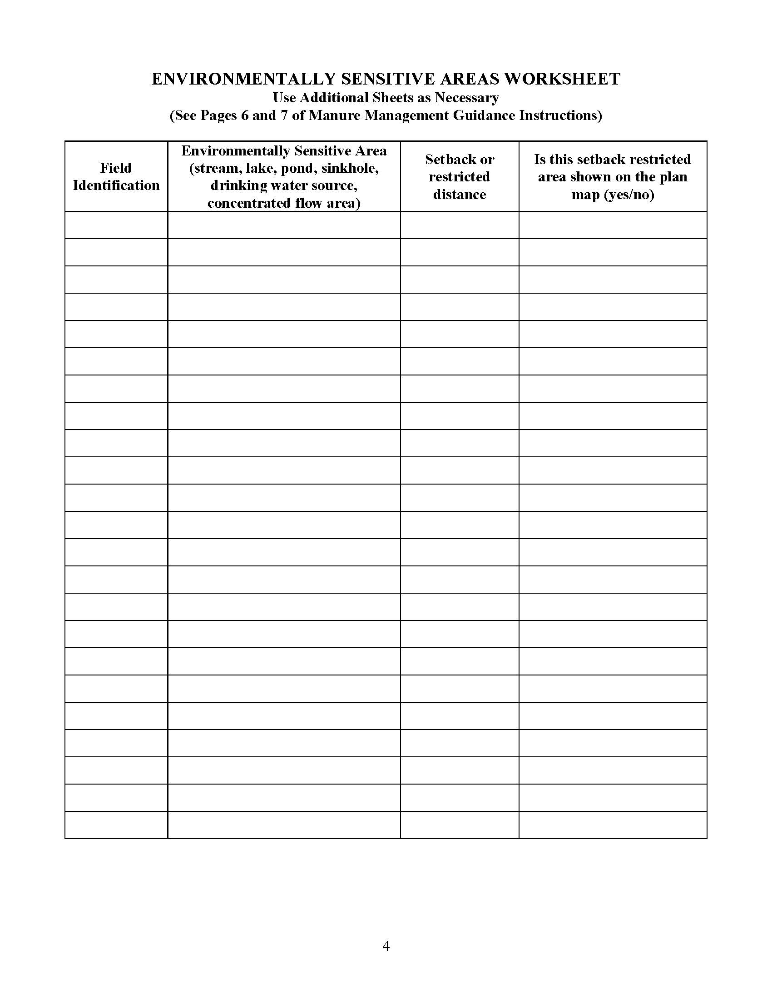 ENVIRONMENTALLY SENSITIVE AREAS WORKSHEET
Use Additional Sheets as Necessary
(See Pages 6 and 7 of Manure Management Guidance Instructions)
Field
Identification
Environmentally Sensitive Area
(stream, lake, pond, sinkhole,
drinking water source,
concentrated flow area)
Setback or
restricted
distance
Is this setback restricted
area shown on the plan
map (yes/no)
4